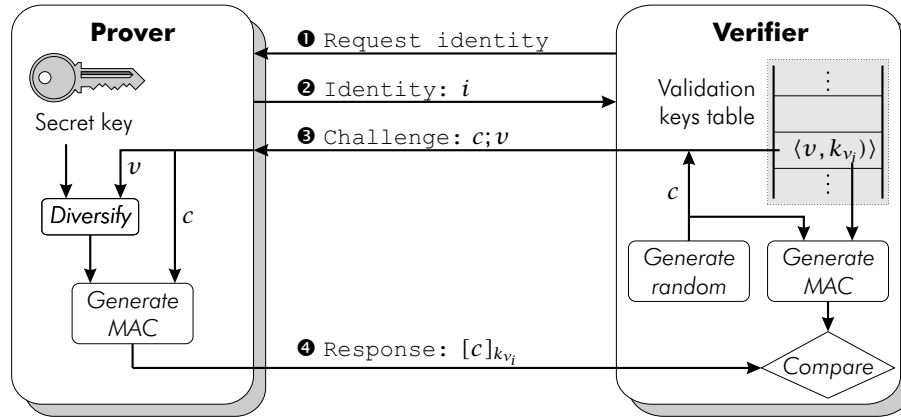 Prover
Verifier
❶ Request identity
❷ Identity: i
Secret key
Validation
keys table
⋮
❸ Challenge: c; v
⟨v, k_{v_i})⟩
⋮
v
c
c
Diversify
Generate
MAC
Generate
random
Generate
MAC
❹ Response: [c]_{k_{v_i}}
Compare